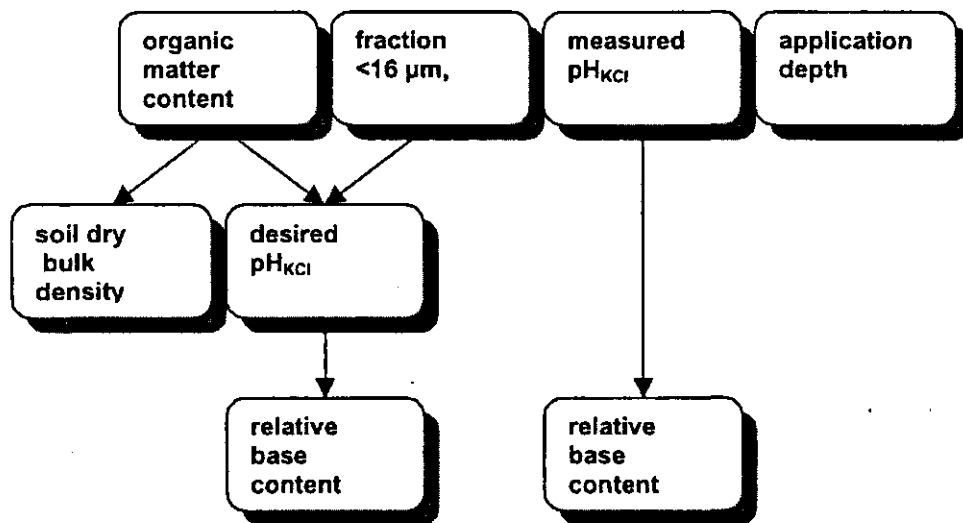 organic
matter
content
fraction
<16 µm,
measured
pHKCl
application
depth
soil dry
bulk
density
desired
pHKCl
relative
base
content
relative
base
content